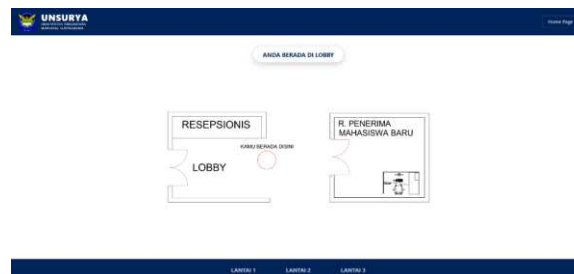 UNSURYA
Home Page
ANDA BERADA DI LOBBY
RESEPSIONIS
KAMU BERADA DISINI
LOBBY
R. PENERIMA
MAHASISWA BARU
LANTAI 1 LANTAI 2 LANTAI 3